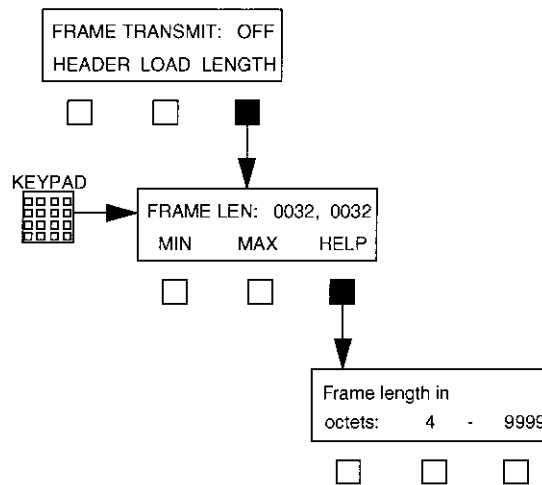 FRAME TRANSMIT: OFF
HEADER LOAD LENGTH
KEYPAD
FRAME LEN: 0032, 0032
MIN MAX HELP
Frame length in
octets: 4 - 9999